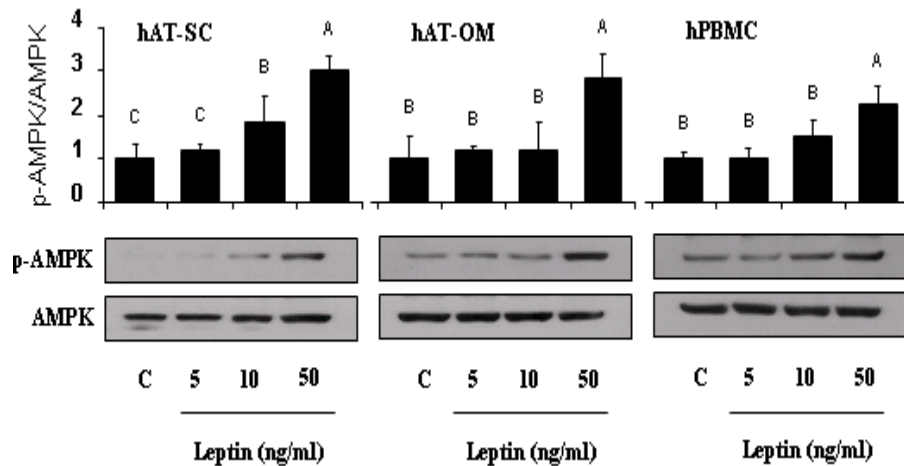 4 hAT-SC A hAT-OM A hPBMC
3 B A
p-AMPK/AMPK
2 C C B B B B B B
1
0
p-AMPK
AMPK
C 5 10 50 C 5 10 50 C 5 10 50
Leptin (ng/ml) Leptin (ng/ml) Leptin (ng/ml)